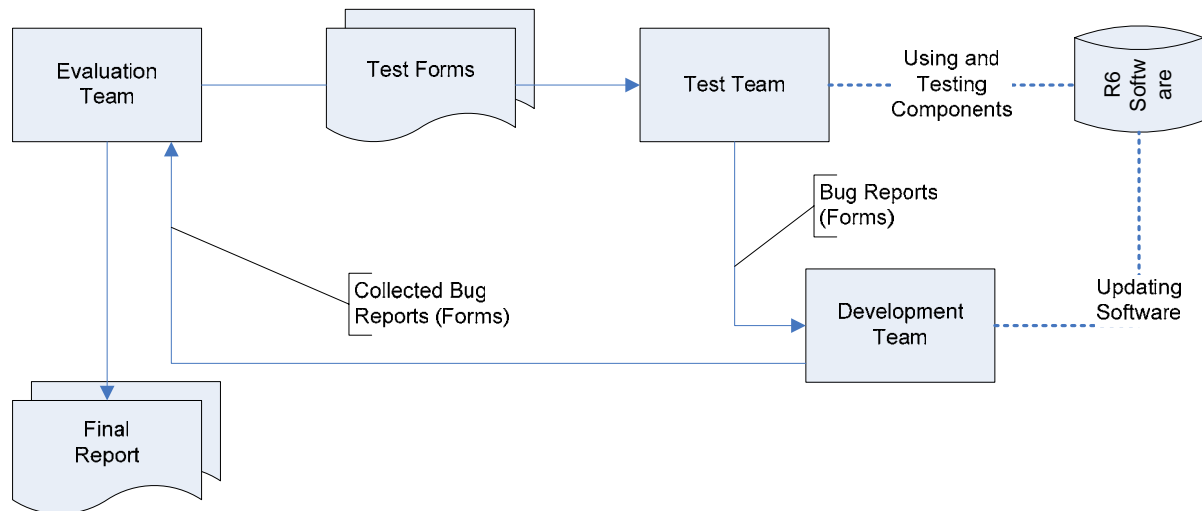 Evaluation
Team
Test Forms
Test Team
Using and
Testing
Components
R6
Softw
are
Bug Reports
(Forms)
Collected Bug
Reports (Forms)
Development
Team
Updating
Software
Final
Report